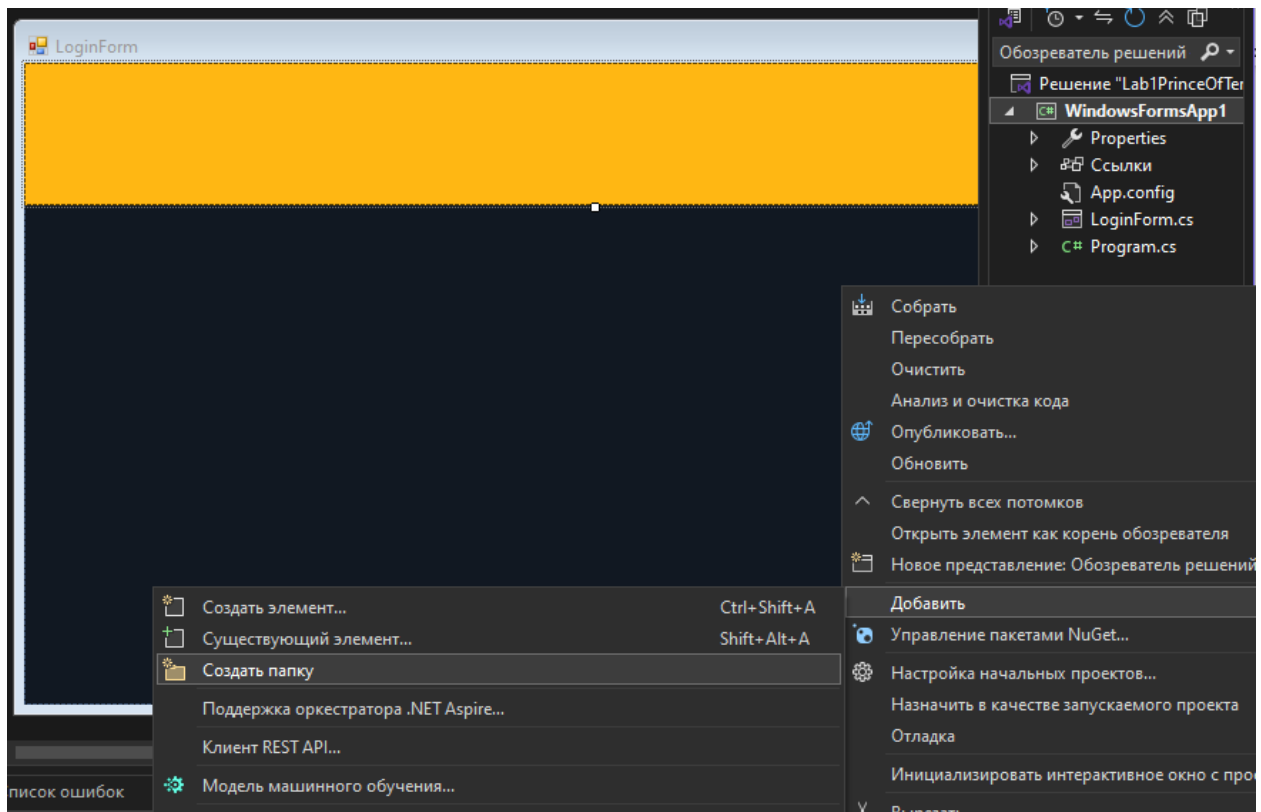 LoginForm
Обозреватель решений
Решение "Lab1PrinceOfTer
C# WindowsFormsApp1
Properties
Ссылки
App.config
LoginForm.cs
C# Program.cs
Собрать
Пересобрать
Очистить
Анализ и очистка кода
Опубликовать...
Обновить
Свернуть всех потомков
Открыть элемент как корень обозревателя
Новое представление: Обозреватель решений
Добавить
Управление пакетами NuGet...
Настройка начальных проектов...
Назначить в качестве запускаемого проекта
Отладка
Инициализировать интерактивное окно с про
Вырезать
Создать элемент... Ctrl+Shift+A
Существующий элемент... Shift+Alt+A
Создать папку
Поддержка оркестратора .NET Aspire...
Клиент REST API...
Модель машинного обучения...
писок ошибок